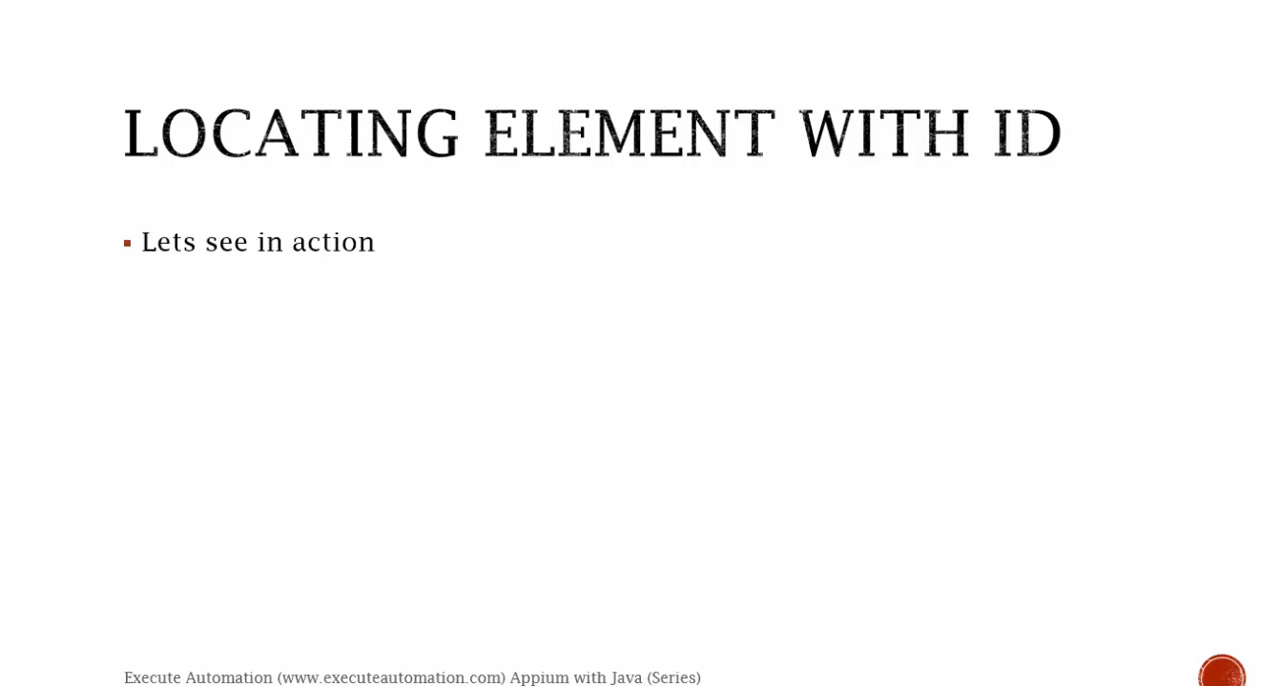 LOCATING ELEMENT WITH ID
Lets see in action
Execute Automation (www.executeautomation.com) Appium with Java (Series)